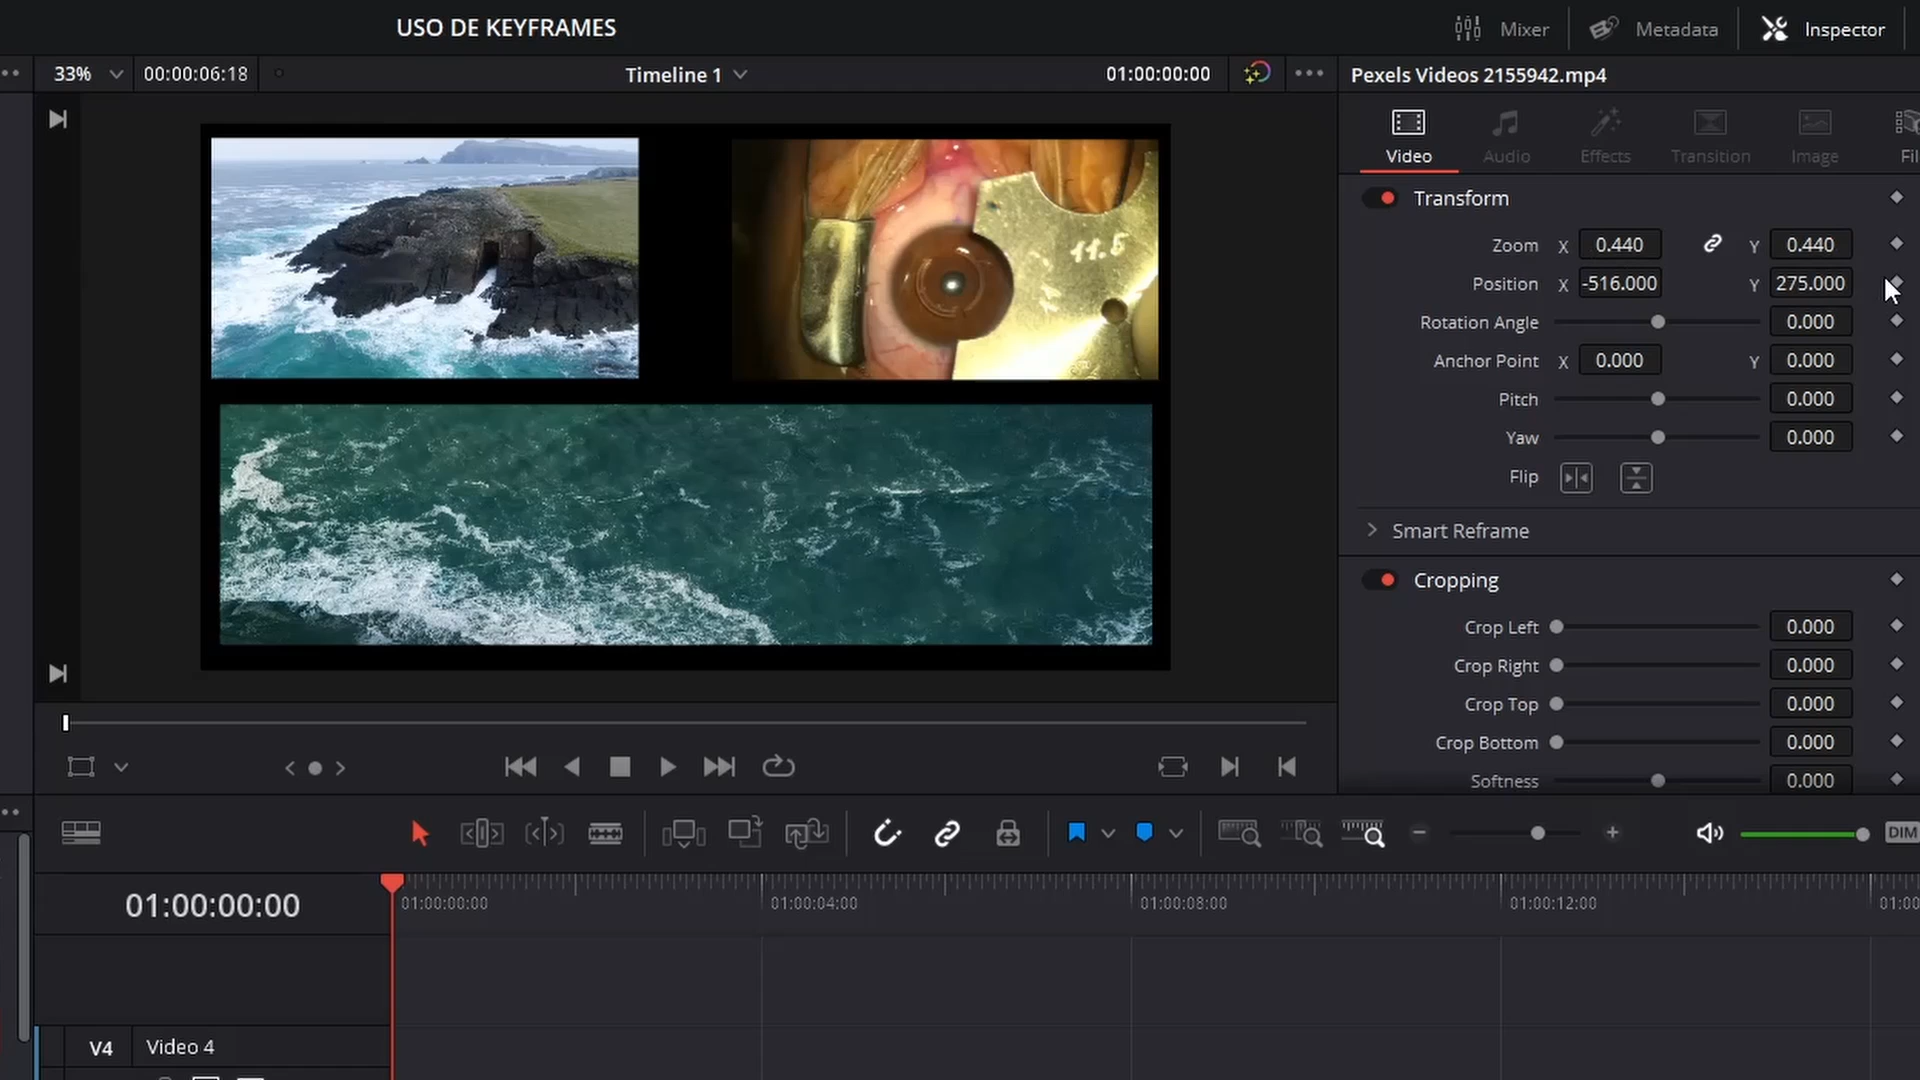 USO DE KEYFRAMES
Mixer
Metadata
Inspector
33%
00:00:06:18
Timeline 1
01:00:00:00
Pexels Videos 2155942.mp4
Video
Audio
Effects
Transition
Image
Fil
Transform
Zoom X 0.440 Y 0.440
Position X -516.000 Y 275.000
Rotation Angle 0.000
Anchor Point X 0.000 Y 0.000
Pitch 0.000
Yaw 0.000
Flip
Smart Reframe
Cropping
Crop Left 0.000
Crop Right 0.000
Crop Top 0.000
Crop Bottom 0.000
Softness 0.000
11.5
DIM
01:00:00:00
01:00:00:00
01:00:04:00
01:00:08:00
01:00:12:00
01:00
V4
Video 4